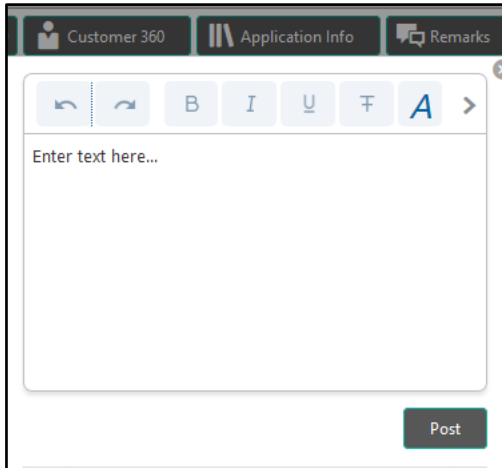 Customer 360 Application Info Remarks
B I U T A
Enter text here...
Post